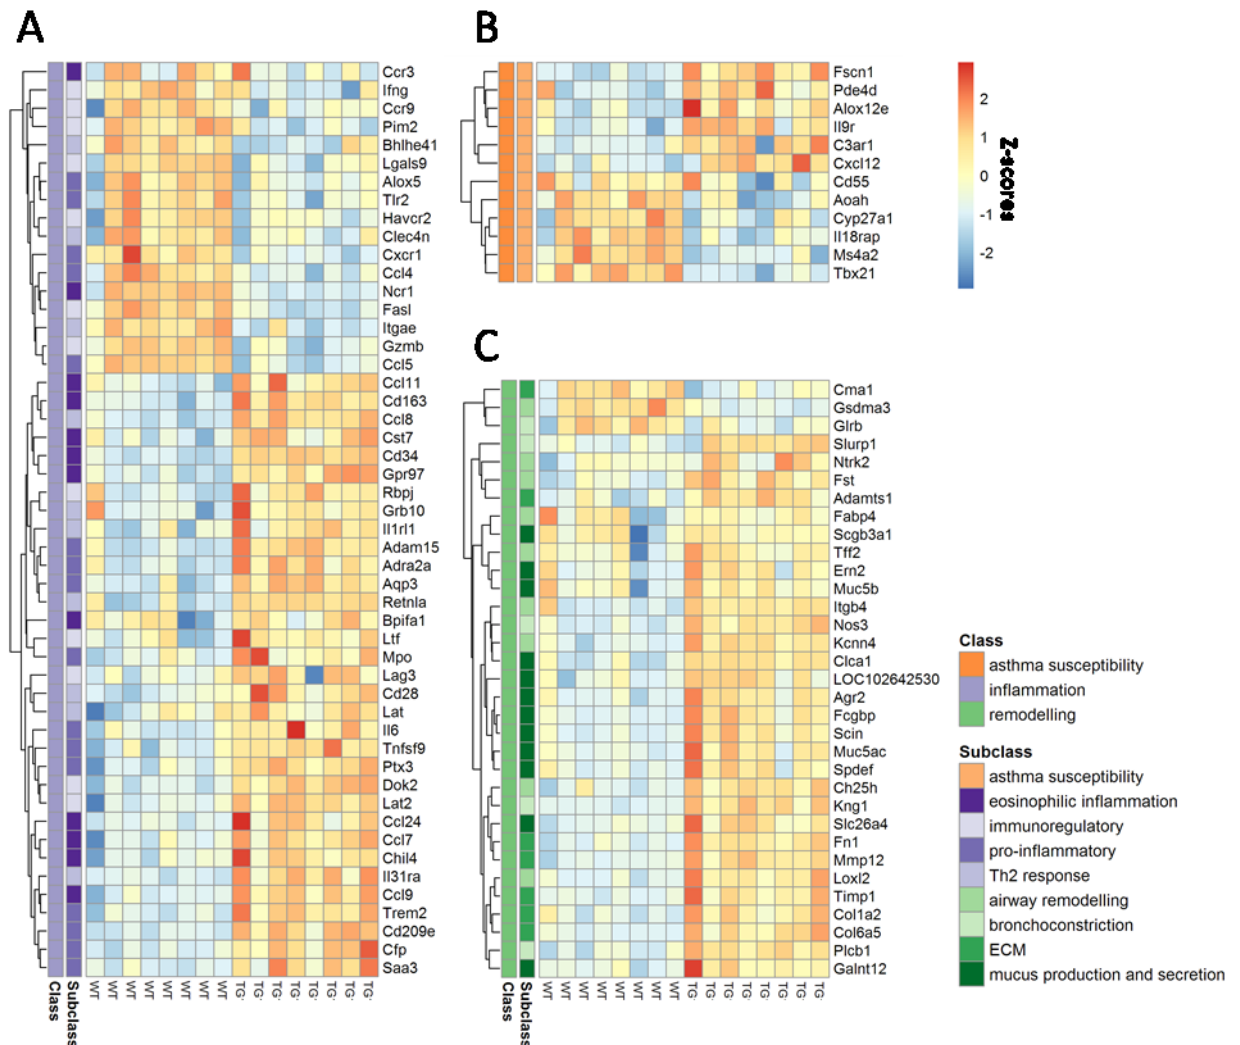 A
Ccr3
Ifng
Ccr9
Pim2
Bhlhe41
Lgals9
Alox5
Tlr2
Havcr2
Clec4n
Cxcr1
Ccl4
Ncr1
Fasl
Itgae
Gzmb
Ccl5
Ccl11
Cd163
Ccl8
Cst7
Cd34
Gpr97
Rbpj
Grb10
Il1rl1
Adam15
Adra2a
Aqp3
Retnla
Bpifa1
Ltf
Mpo
Lag3
Cd28
Lat
Il6
Tnfsf9
Ptx3
Dok2
Lat2
Ccl24
Ccl7
Chil4
Il31ra
Ccl9
Trem2
Cd209e
Cfp
Saa3
Class Subclass WT WT WT WT WT WT WT WT TG+ TG+ TG+ TG+ TG+ TG+ TG+ TG+
B
Fscn1
Pde4d
Alox12e
Il9r
C3ar1
Cxcl12
Cd55
Aoah
Cyp27a1
Il18rap
Ms4a2
Tbx21
2
1
0
-1
-2
Z-scores
C
Cma1
Gsdma3
Glrb
Slurp1
Ntrk2
Fst
Adamts1
Fabp4
Scgb3a1
Tff2
Ern2
Muc5b
Itgb4
Nos3
Kcnn4
Clca1
LOC102642530
Agr2
Fcgbp
Scin
Muc5ac
Spdef
Ch25h
Kng1
Slc26a4
Fn1
Mmp12
Loxl2
Timp1
Col1a2
Col6a5
Plcb1
Galnt12
Class Subclass WT WT WT WT WT WT WT WT TG+ TG+ TG+ TG+ TG+ TG+ TG+ TG+
Class
asthma susceptibility
inflammation
remodelling
Subclass
asthma susceptibility
eosinophilic inflammation
immunoregulatory
pro-inflammatory
Th2 response
airway remodelling
bronchoconstriction
ECM
mucus production and secretion